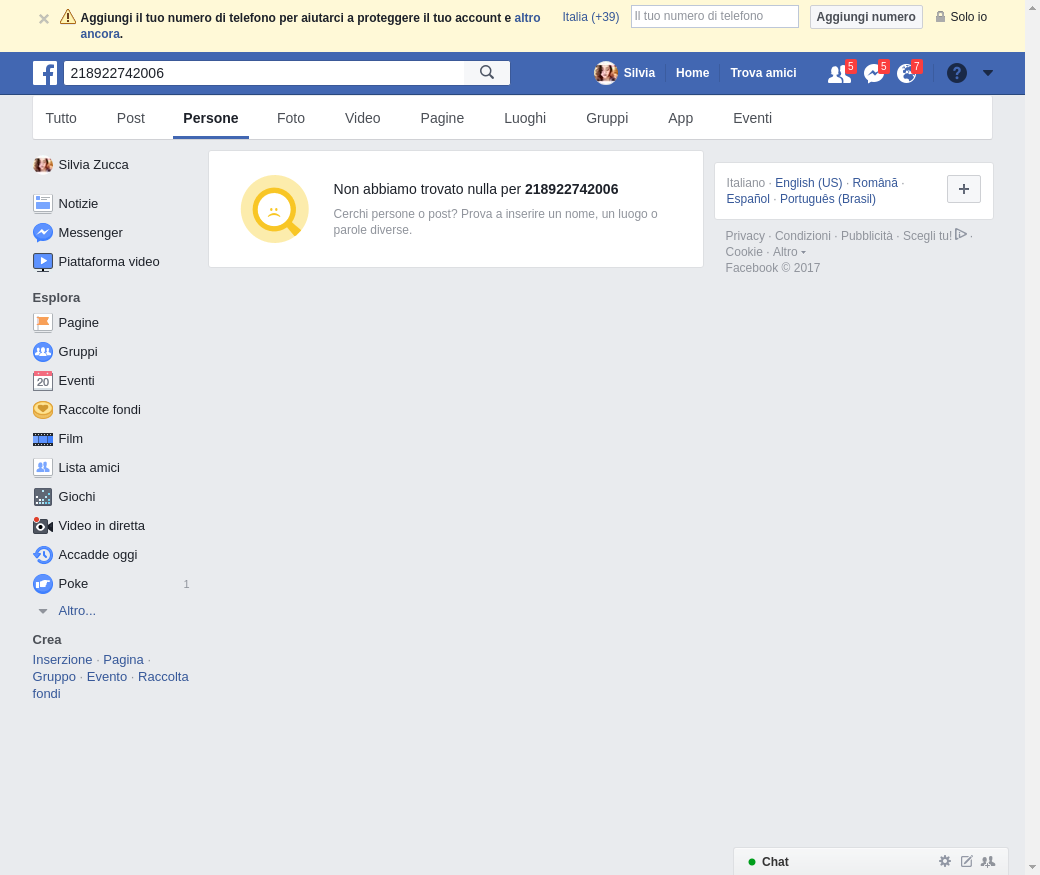 Aggiungi il tuo numero di telefono per aiutarci a proteggere il tuo account e altro
ancora.
Italia (+39)
Il tuo numero di telefono
Aggiungi numero
Solo io
218922742006
Silvia
Home
Trova amici
5
5
7
?
Tutto
Post
Persone
Foto
Video
Pagine
Luoghi
Gruppi
App
Eventi
Silvia Zucca
Notizie
Messenger
Piattaforma video
Esplora
Pagine
Gruppi
20
Eventi
Raccolte fondi
Film
Lista amici
Giochi
Video in diretta
Accadde oggi
Poke
1
Altro...
Crea
Inserzione · Pagina ·
Gruppo · Evento · Raccolta
fondi
Non abbiamo trovato nulla per 218922742006
Cerchi persone o post? Prova a inserire un nome, un luogo o
parole diverse.
Italiano · English (US) · Română ·
Español · Português (Brasil)
Privacy · Condizioni · Pubblicità · Scegli tu! ·
Cookie · Altro
Facebook © 2017
Chat